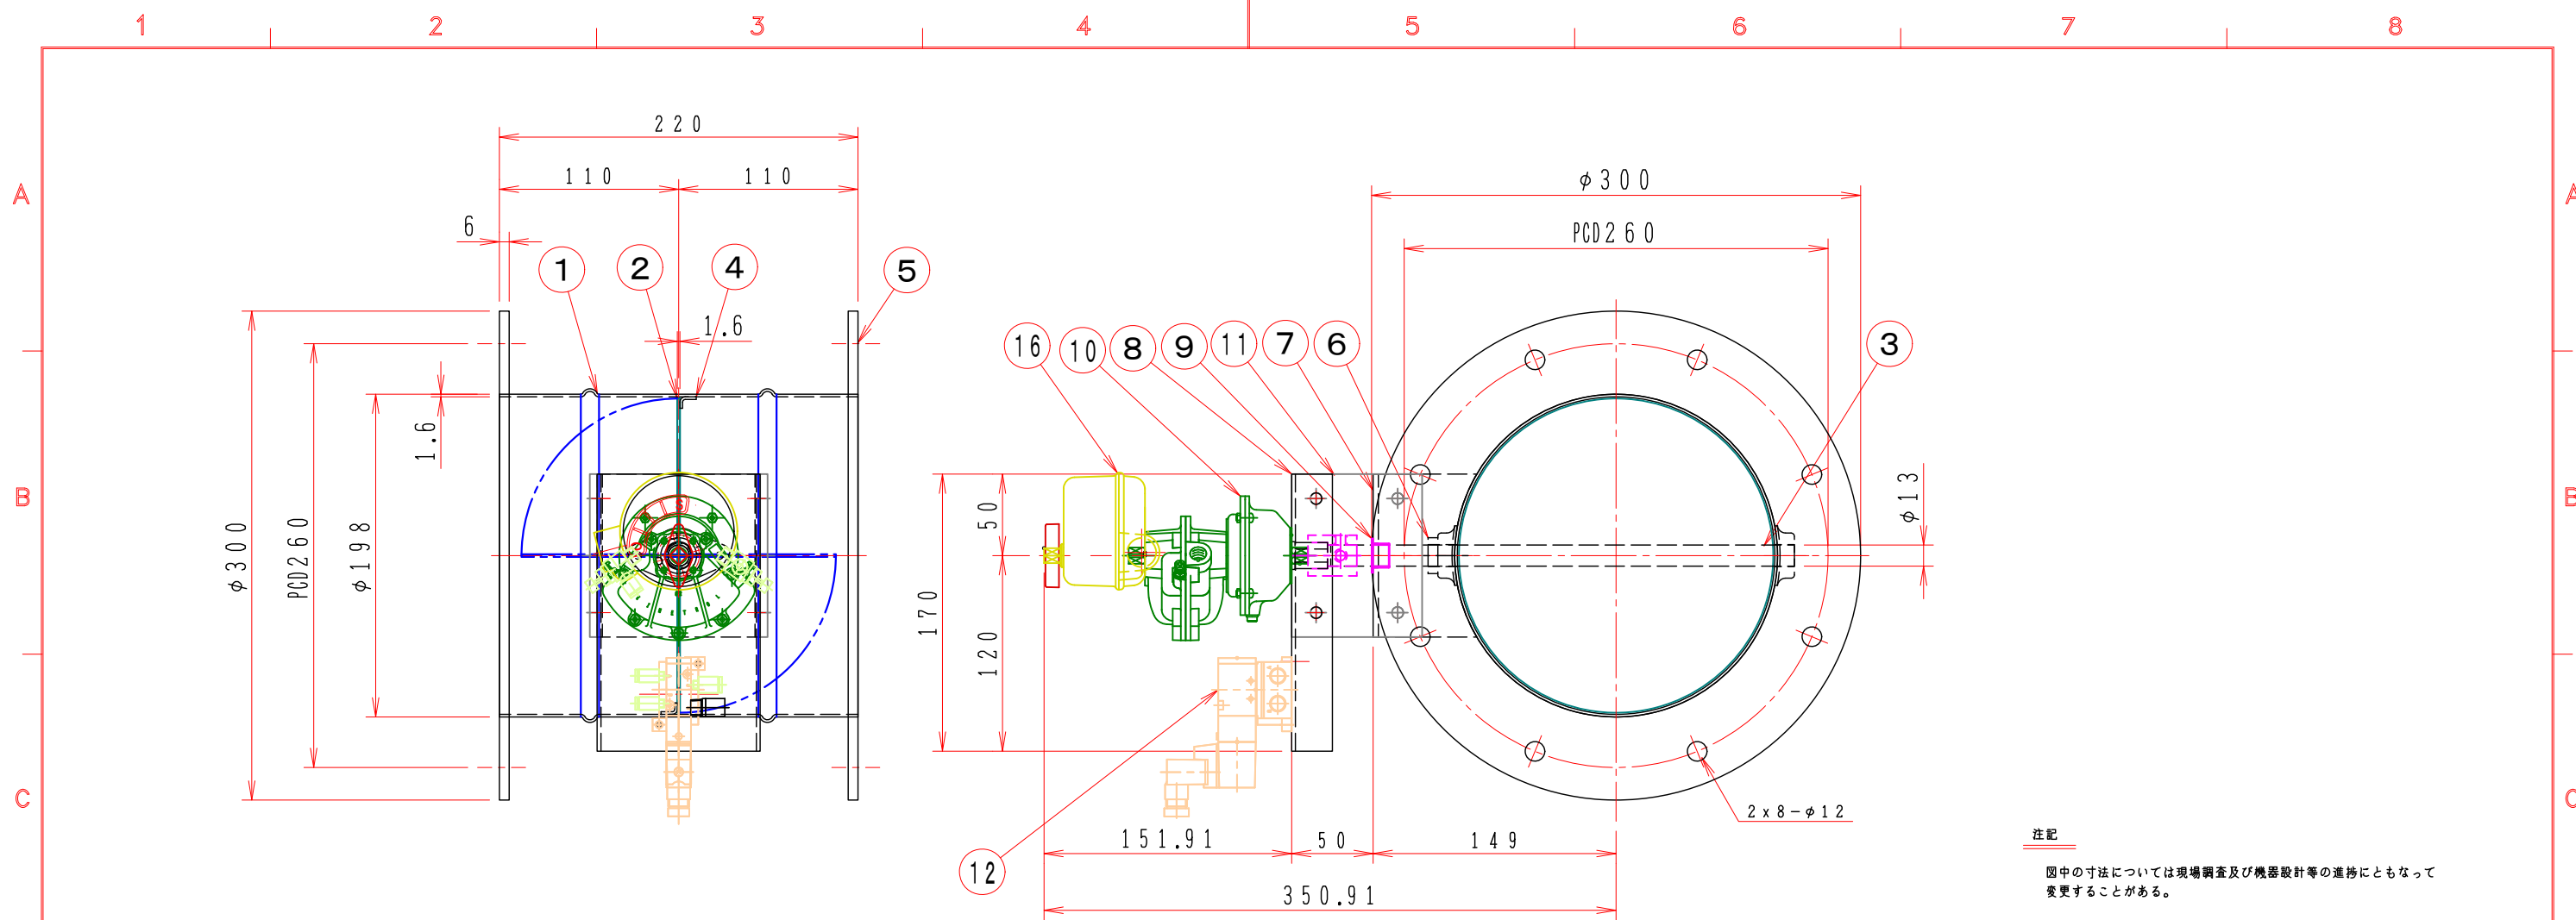 1 2 3 4 5 6 7 8
A
A
B
B
C
C
220
110
110
6
1
2
4
5
1.6
φ300
PCD260
φ198
1.6
φ300
PCD260
16
10
8
9
11
7
6
3
φ13
50
170
120
2x8-φ12
151.91
50
149
12
350.91
注記
図中の寸法については現場調査及び機器設計等の進捗にともなって
変更することがある。